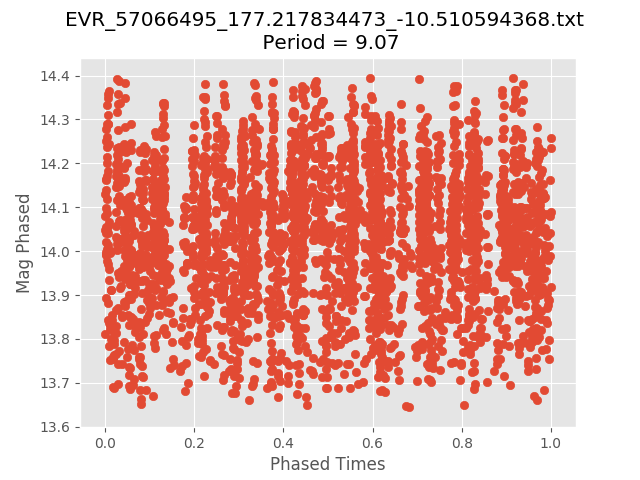 EVR_57066495_177.217834473_-10.510594368.txt
Period = 9.07
14.4
14.3
14.2
14.1
14.0
13.9
13.8
13.7
13.6
Mag Phased
0.0 0.2 0.4 0.6 0.8 1.0
Phased Times